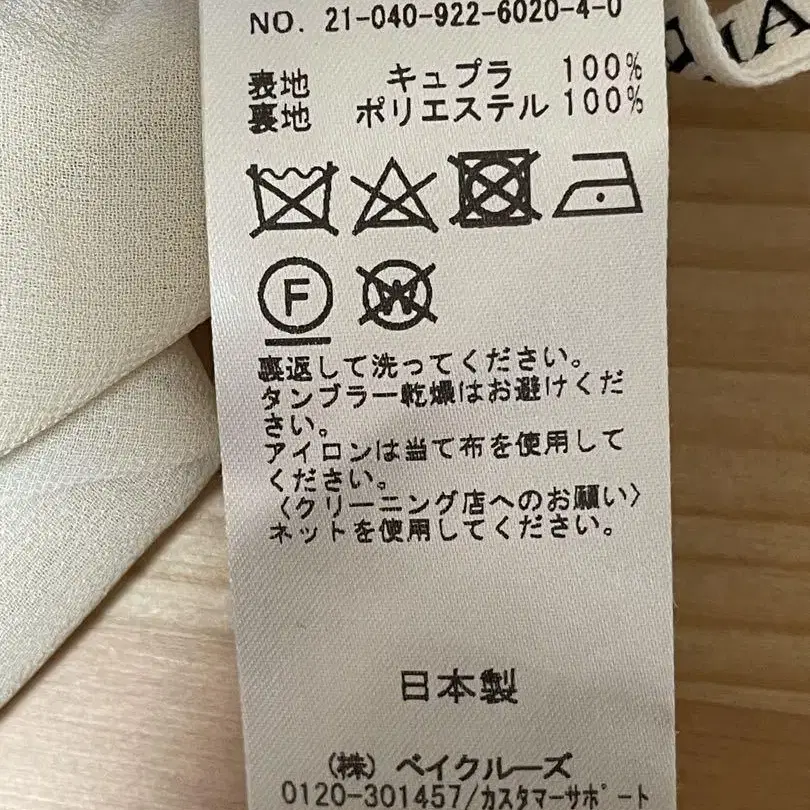 NO. 21-040-922-6020-4-0
表地 キュプラ 100%
裏地 ポリエステル 100%
F
W
裏返して洗ってください。
タンブラー乾燥はお避けくだ
さい。
アイロンは当て布を使用して
ください。
〈クリーニング店へのお願い〉
ネットを使用してください。
日本製
(株) ベイクルーズ
0120-301457/カスタマーサポート